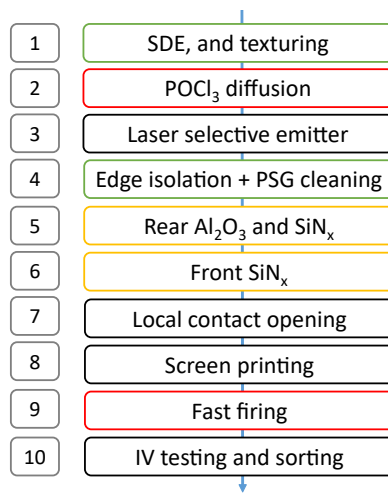 1 SDE, and texturing
2 POCl₃ diffusion
3 Laser selective emitter
4 Edge isolation + PSG cleaning
5 Rear Al₂O₃ and SiNₓ
6 Front SiNₓ
7 Local contact opening
8 Screen printing
9 Fast firing
10 IV testing and sorting